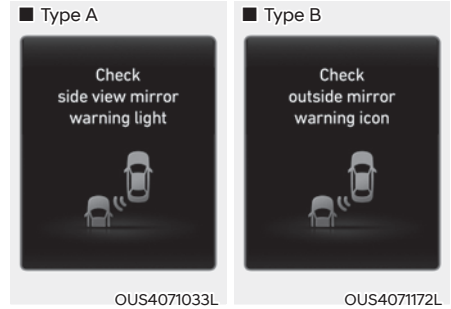 ■ Type A
Check
side view mirror
warning light
OUS4071033L
■ Type B
Check
outside mirror
warning icon
OUS4071172L